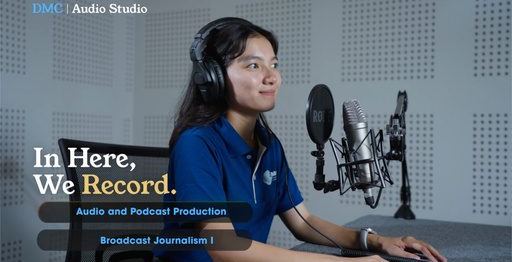 DMC | Audio Studio
In Here,
We Record.
Audio and Podcast Production
Broadcast Journalism I